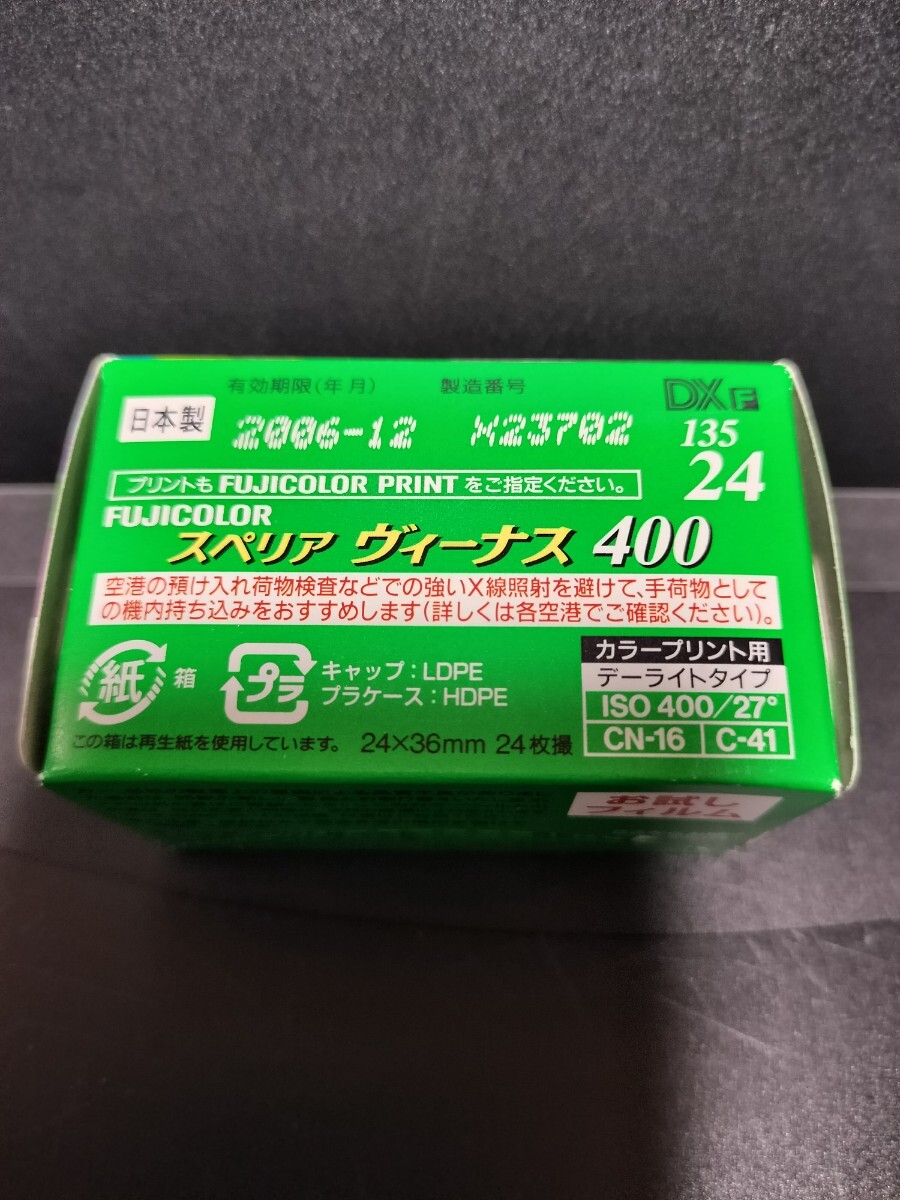 有効期限(年月) 製造番号 DX F
日本製 2006-12 X23702 135
24
プリントも FUJICOLOR PRINT をご指定ください。
FUJICOLOR
スペリア ヴィーナス 400
空港の預け入れ荷物検査などでの強いX線照射を避けて、手荷物として
の機内持ち込みをおすすめします(詳しくは各空港でご確認ください)。
紙 箱 プラ キャップ:LDPE
プラケース:HDPE
カラープリント用
デーライトタイプ
ISO 400/27°
CN-16 C-41
この箱は再生紙を使用しています。 24×36mm 24枚撮
お試し
フィルム